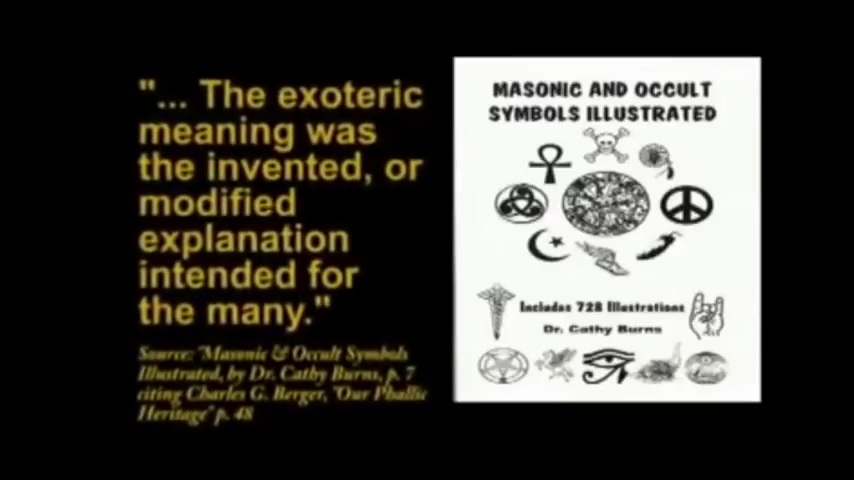 "... The exoteric
meaning was
the invented, or
modified
explanation
intended for
the many."
Source: "Masonic & Occult Symbols
Illustrated, by Dr. Cathy Burns, p. 7
citing Charles G. Berger, "Our Phallic
Heritage" p. 48
MASONIC AND OCCULT
SYMBOLS ILLUSTRATED
Includes 728 Illustrations
Dr. Cathy Burns